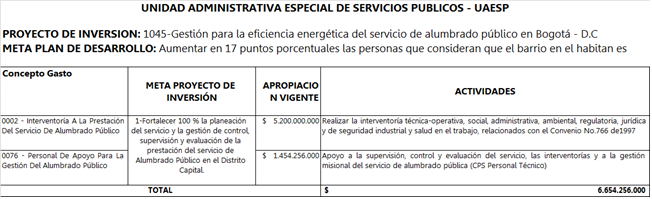 UNIDAD ADMINISTRATIVA ESPECIAL DE SERVICIOS PUBLICOS - UAESP
PROYECTO DE INVERSION: 1045-Gestión para la eficiencia energética del servicio de alumbrado público en Bogotá - D.C
META PLAN DE DESARROLLO: Aumentar en 17 puntos porcentuales las personas que consideran que el barrio en el habitan es
Concepto Gasto
META PROYECTO DE
INVERSIÓN
APROPIACIO
N VIGENTE
ACTIVIDADES
0002 - Interventoría A La Prestación
Del Servicio De Alumbrado Público
1-Fortalecer 100 % la planeación
del servicio y la gestión de control,
supervisión y evaluación de la
prestación del servicio de
Alumbrado Público en el Distrito
Capital.
$ 5.200.000.000
Realizar la interventoría técnica-operativa, social, administrativa, ambiental, regulatoria, jurídica
y de seguridad industrial y salud en el trabajo, relacionados con el Convenio No.766 de1997
0076 - Personal De Apoyo Para La
Gestión Del Alumbrado Público
$ 1.454.256.000
Apoyo a la supervisión, control y evaluación del servicio, las interventorías y a la gestión
misional del servicio de alumbrado público (CPS Personal Técnico)
TOTAL
$ 6.654.256.000